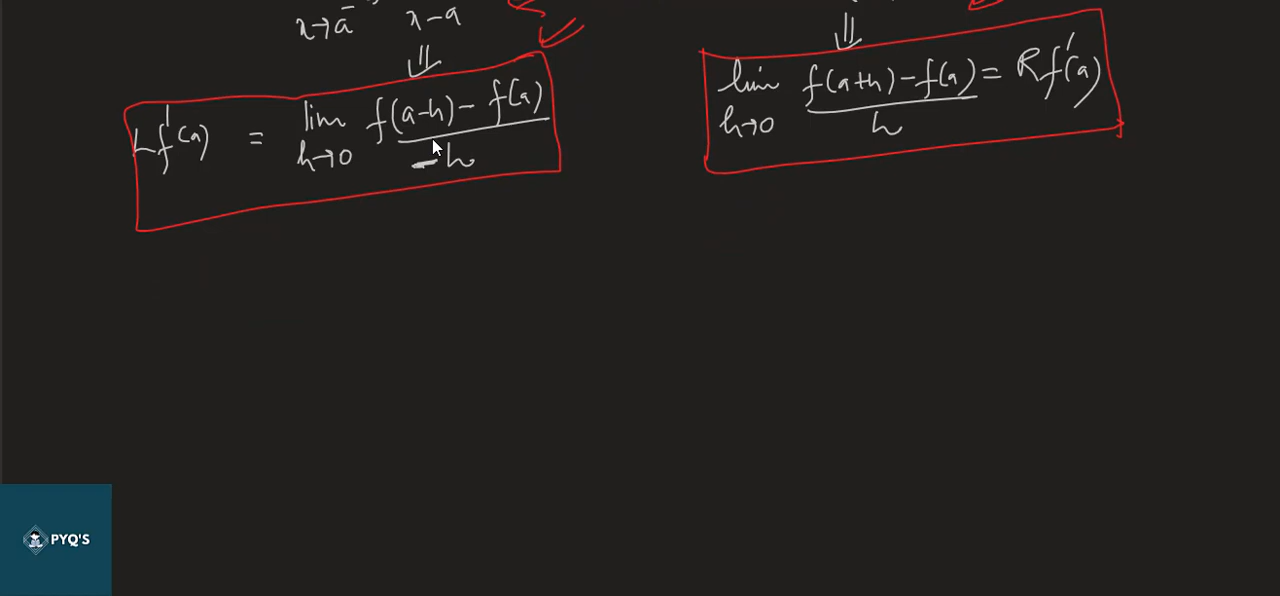 x→a⁻ x-a
⇓
Lf'(a) = lim h→0 f(a-h) - f(a) / -h
⇓
lim h→0 f(a+h) - f(a) / h = Rf'(a)
PYQ'S